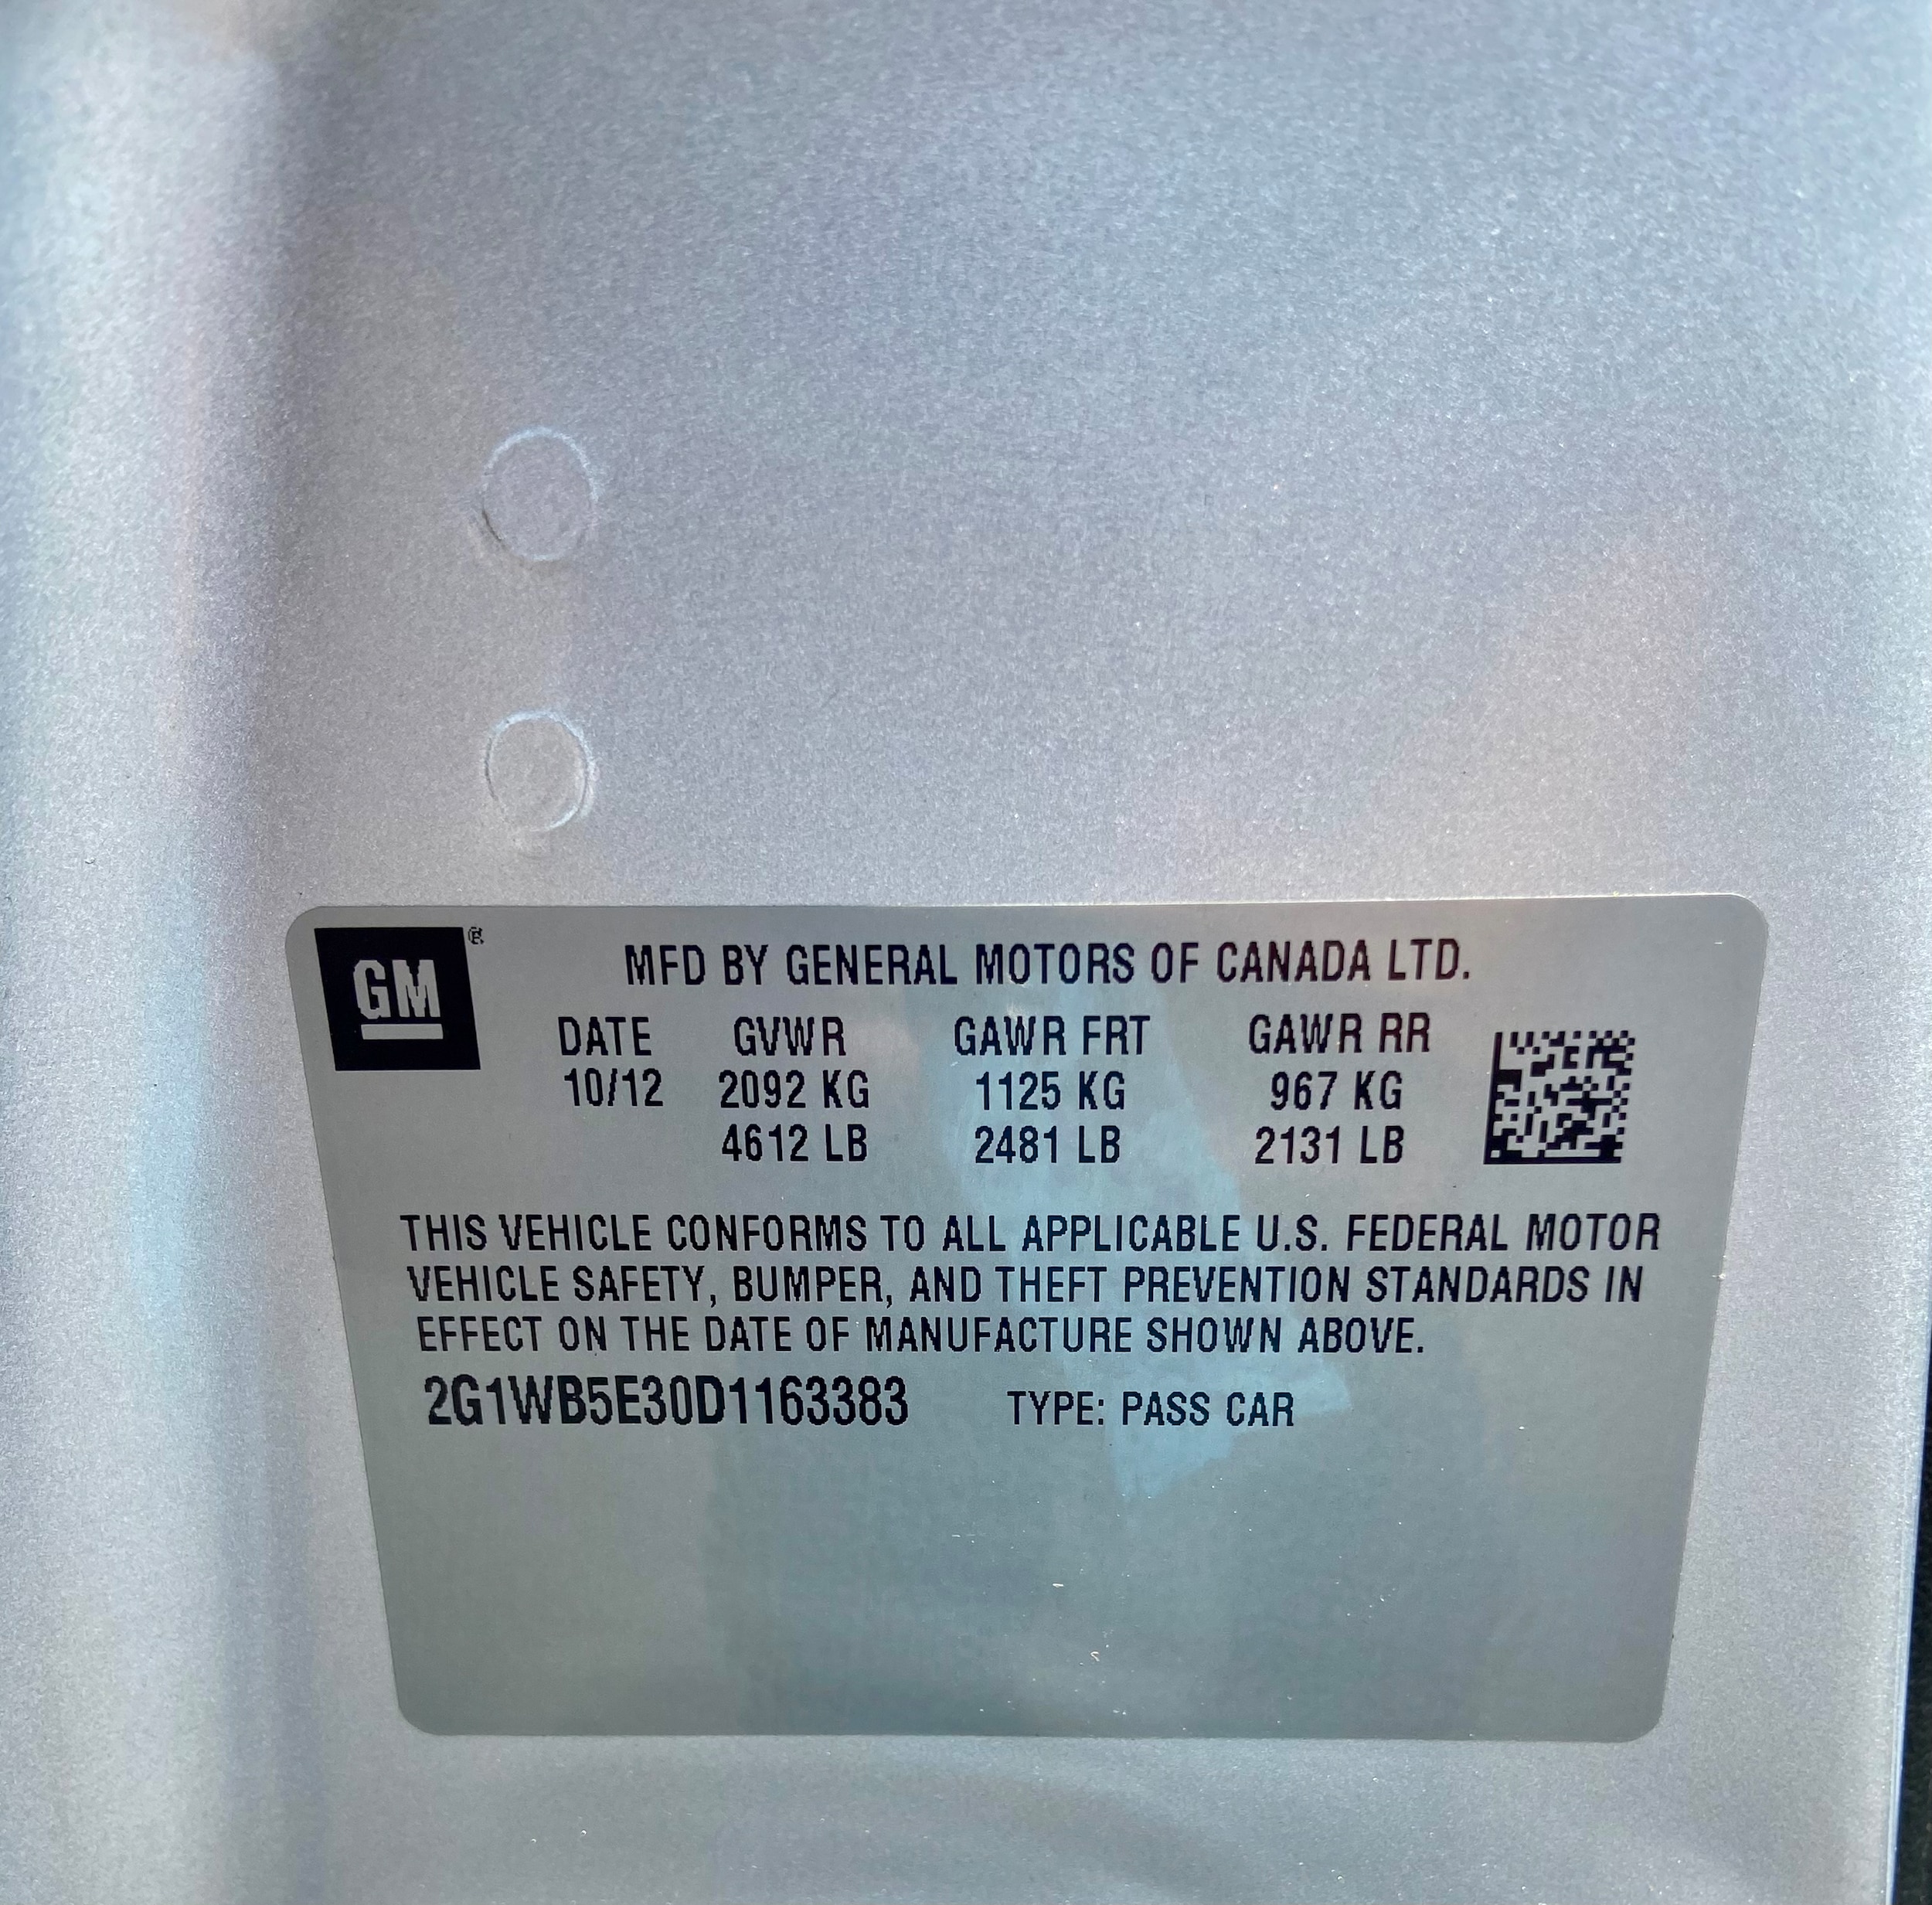 GM ®
MFD BY GENERAL MOTORS OF CANADA LTD.
DATE GVWR GAWR FRT GAWR RR
10/12 2092 KG 1125 KG 967 KG
4612 LB 2481 LB 2131 LB
THIS VEHICLE CONFORMS TO ALL APPLICABLE U.S. FEDERAL MOTOR
VEHICLE SAFETY, BUMPER, AND THEFT PREVENTION STANDARDS IN
EFFECT ON THE DATE OF MANUFACTURE SHOWN ABOVE.
2G1WB5E30D1163383 TYPE: PASS CAR